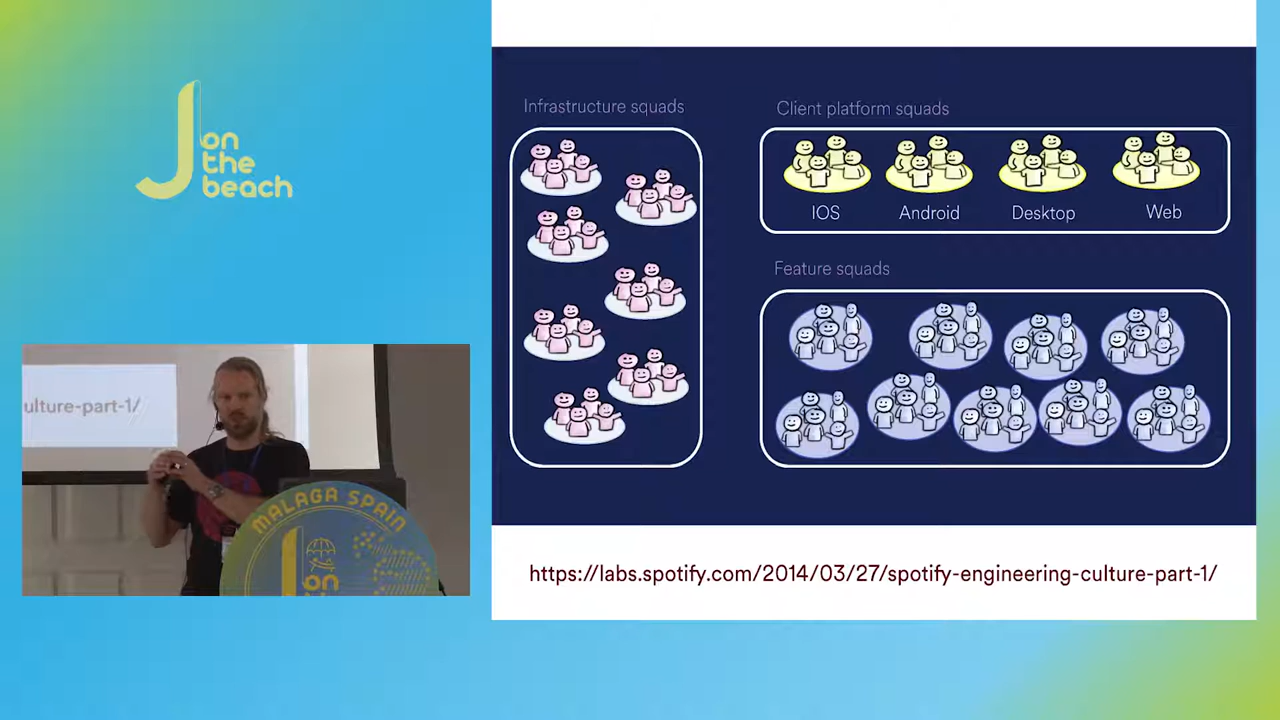 J on
the
beach
Infrastructure squads
Client platform squads
IOS
Android
Desktop
Web
Feature squads
https://labs.spotify.com/2014/03/27/spotify-engineering-culture-part-1/
ulture-part-1/
MALAGA SPAIN
J on